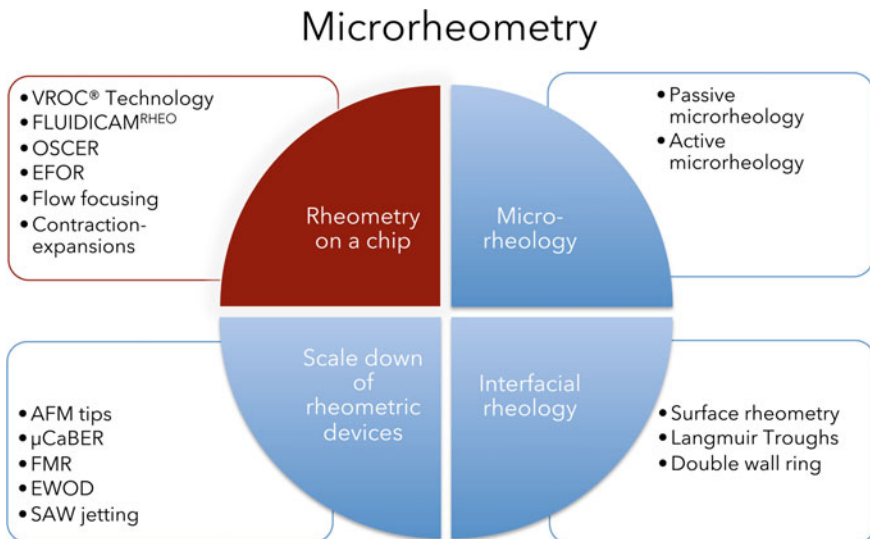 Microrheometry
• VROC® Technology
• FLUIDICAM^RHEO
• OSCER
• EFOR
• Flow focusing
• Contraction-
expansions
Rheometry
on a chip
Micro-
rheology
• Passive
microrheology
• Active
microrheology
Scale down
of
rheometric
devices
Interfacial
rheology
• AFM tips
• µCaBER
• FMR
• EWOD
• SAW jetting
• Surface rheometry
• Langmuir Troughs
• Double wall ring